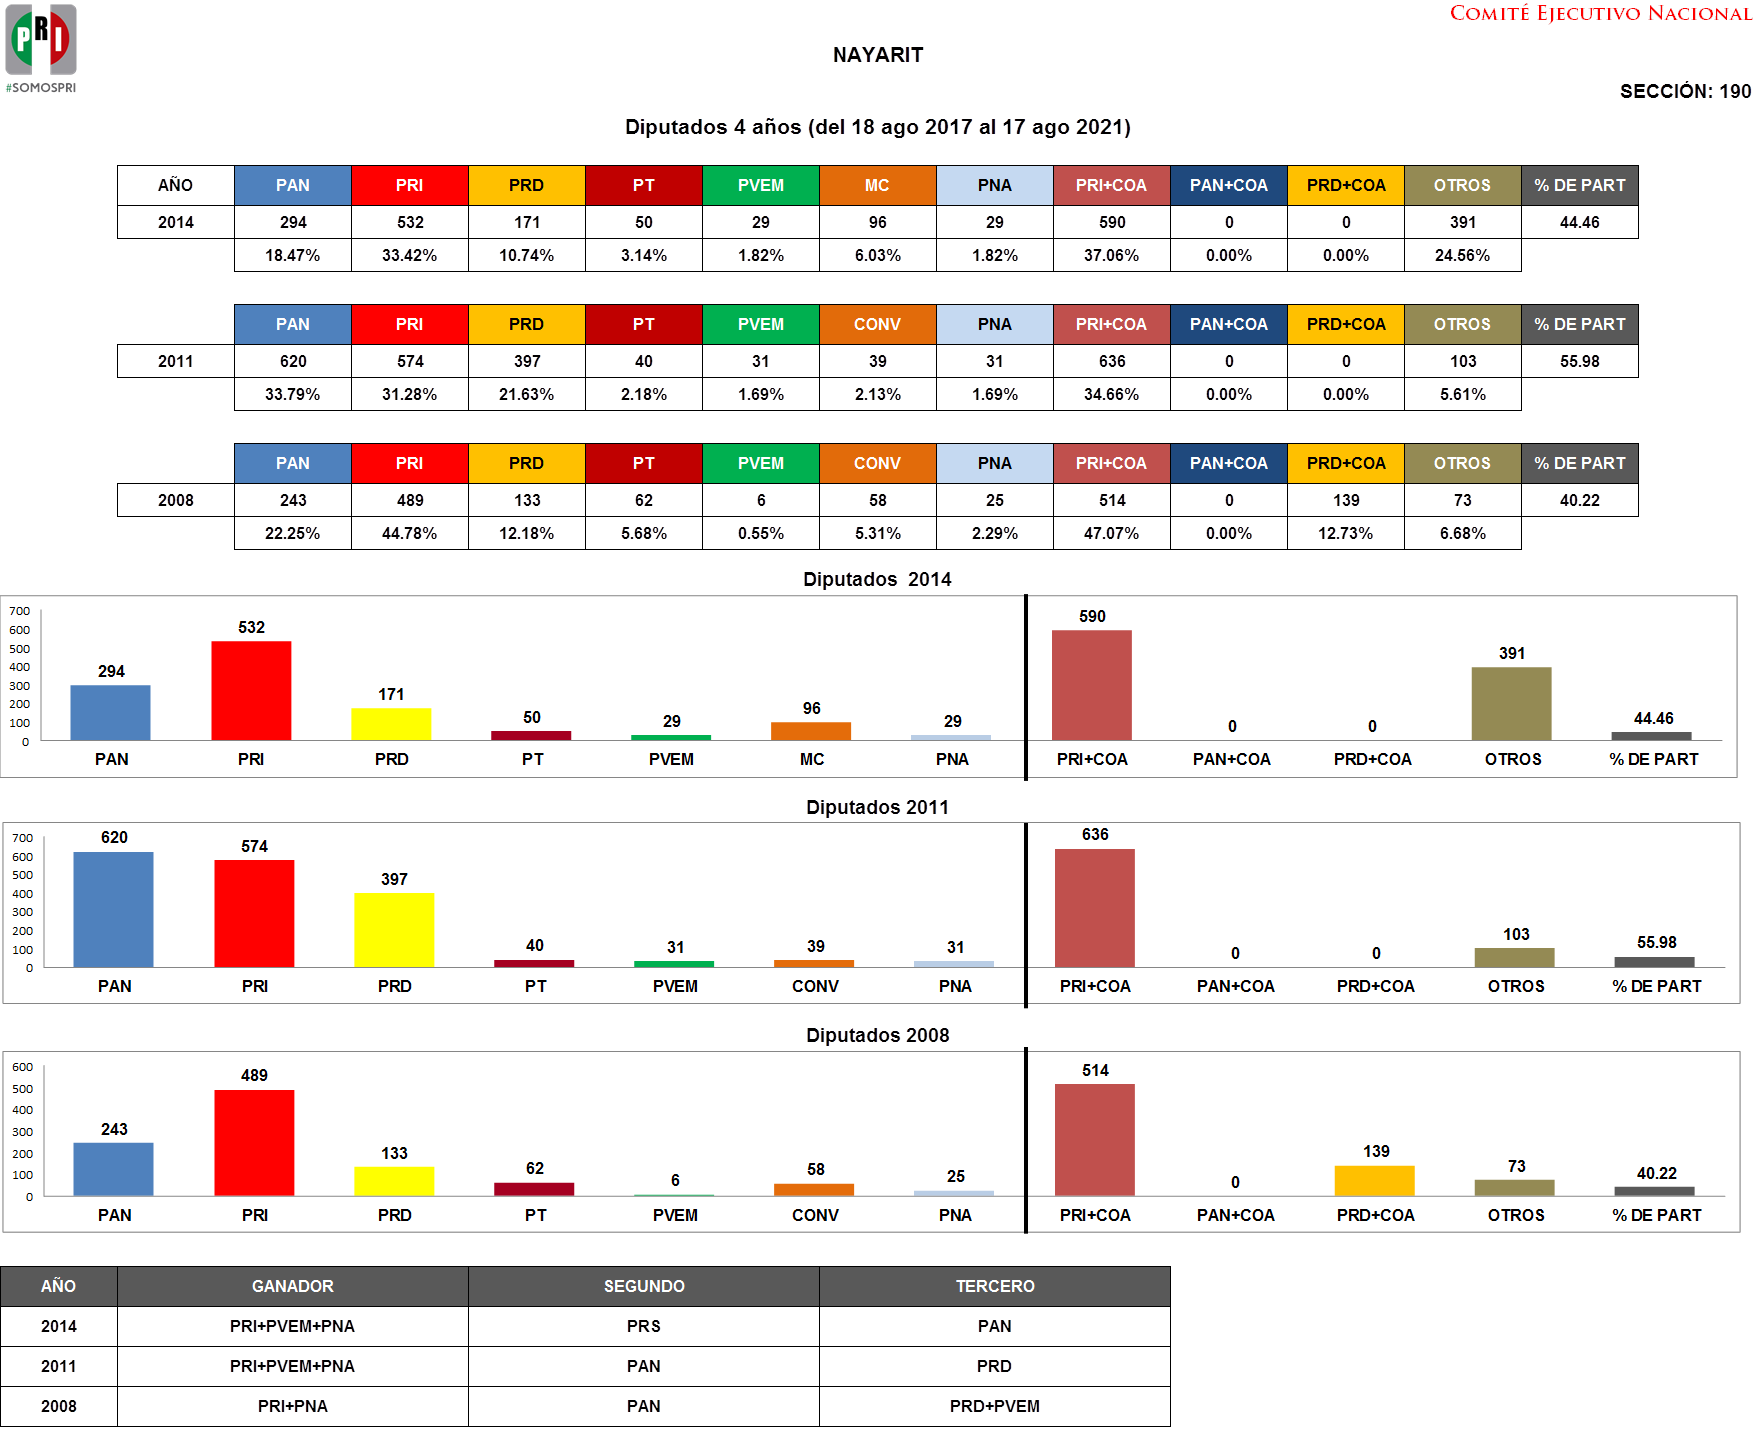 PRI
#SOMOSPRI
COMITÉ EJECUTIVO NACIONAL
NAYARIT
SECCIÓN: 190
Diputados 4 años (del 18 ago 2017 al 17 ago 2021)
AÑO PAN PRI PRD PT PVEM MC PNA PRI+COA PAN+COA PRD+COA OTROS % DE PART
2014 294 532 171 50 29 96 29 590 0 0 391 44.46
18.47% 33.42% 10.74% 3.14% 1.82% 6.03% 1.82% 37.06% 0.00% 0.00% 24.56%
PAN PRI PRD PT PVEM CONV PNA PRI+COA PAN+COA PRD+COA OTROS % DE PART
2011 620 574 397 40 31 39 31 636 0 0 103 55.98
33.79% 31.28% 21.63% 2.18% 1.69% 2.13% 1.69% 34.66% 0.00% 0.00% 5.61%
PAN PRI PRD PT PVEM CONV PNA PRI+COA PAN+COA PRD+COA OTROS % DE PART
2008 243 489 133 62 6 58 25 514 0 139 73 40.22
22.25% 44.78% 12.18% 5.68% 0.55% 5.31% 2.29% 47.07% 0.00% 12.73% 6.68%
Diputados 2014
700
600
500
400
300
200
100
0
294 532 171 50 29 96 29 590 0 0 391 44.46
PAN PRI PRD PT PVEM MC PNA PRI+COA PAN+COA PRD+COA OTROS % DE PART
Diputados 2011
700
600
500
400
300
200
100
0
620 574 397 40 31 39 31 636 0 0 103 55.98
PAN PRI PRD PT PVEM CONV PNA PRI+COA PAN+COA PRD+COA OTROS % DE PART
Diputados 2008
600
500
400
300
200
100
0
243 489 133 62 6 58 25 514 0 139 73 40.22
PAN PRI PRD PT PVEM CONV PNA PRI+COA PAN+COA PRD+COA OTROS % DE PART
AÑO GANADOR SEGUNDO TERCERO
2014 PRI+PVEM+PNA PRS PAN
2011 PRI+PVEM+PNA PAN PRD
2008 PRI+PNA PAN PRD+PVEM